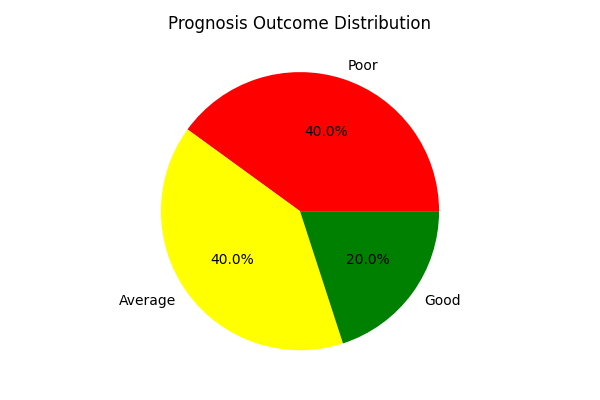 Prognosis Outcome Distribution
Poor
40.0%
40.0%
20.0%
Average
Good